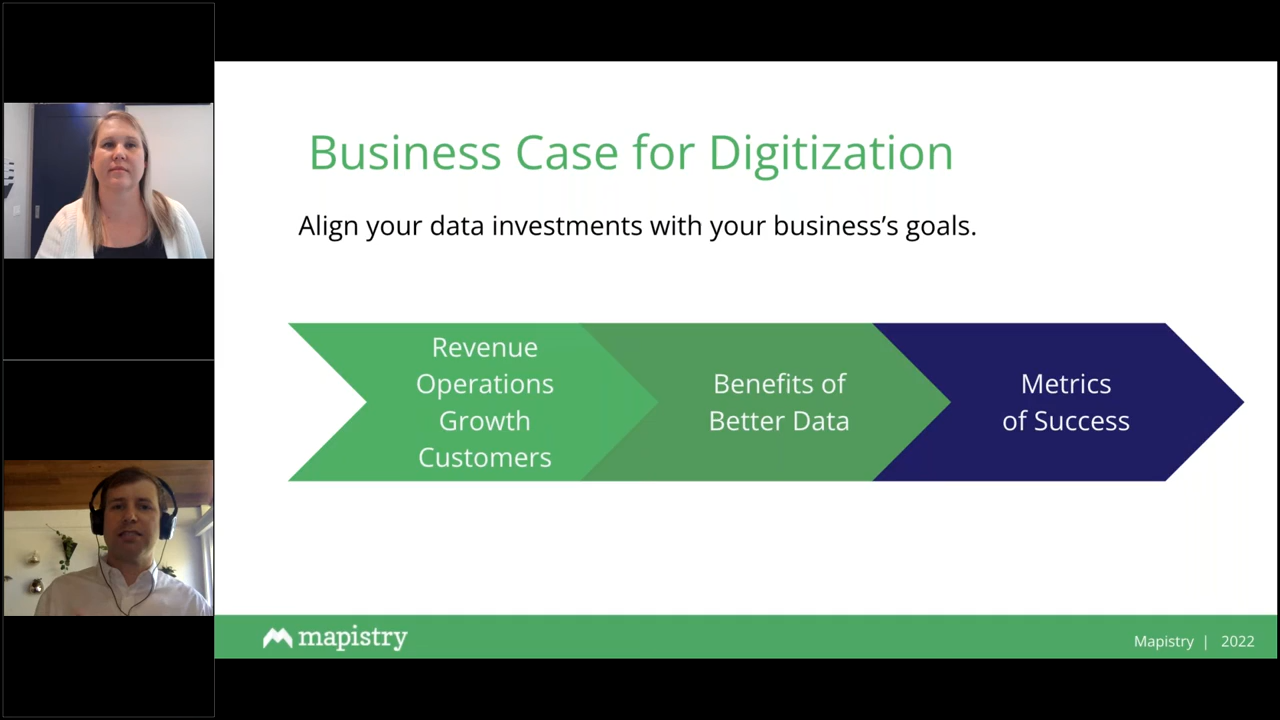 Business Case for Digitization
Align your data investments with your business’s goals.
Revenue
Operations
Growth
Customers
Benefits of
Better Data
Metrics
of Success
mapistry
Mapistry | 2022